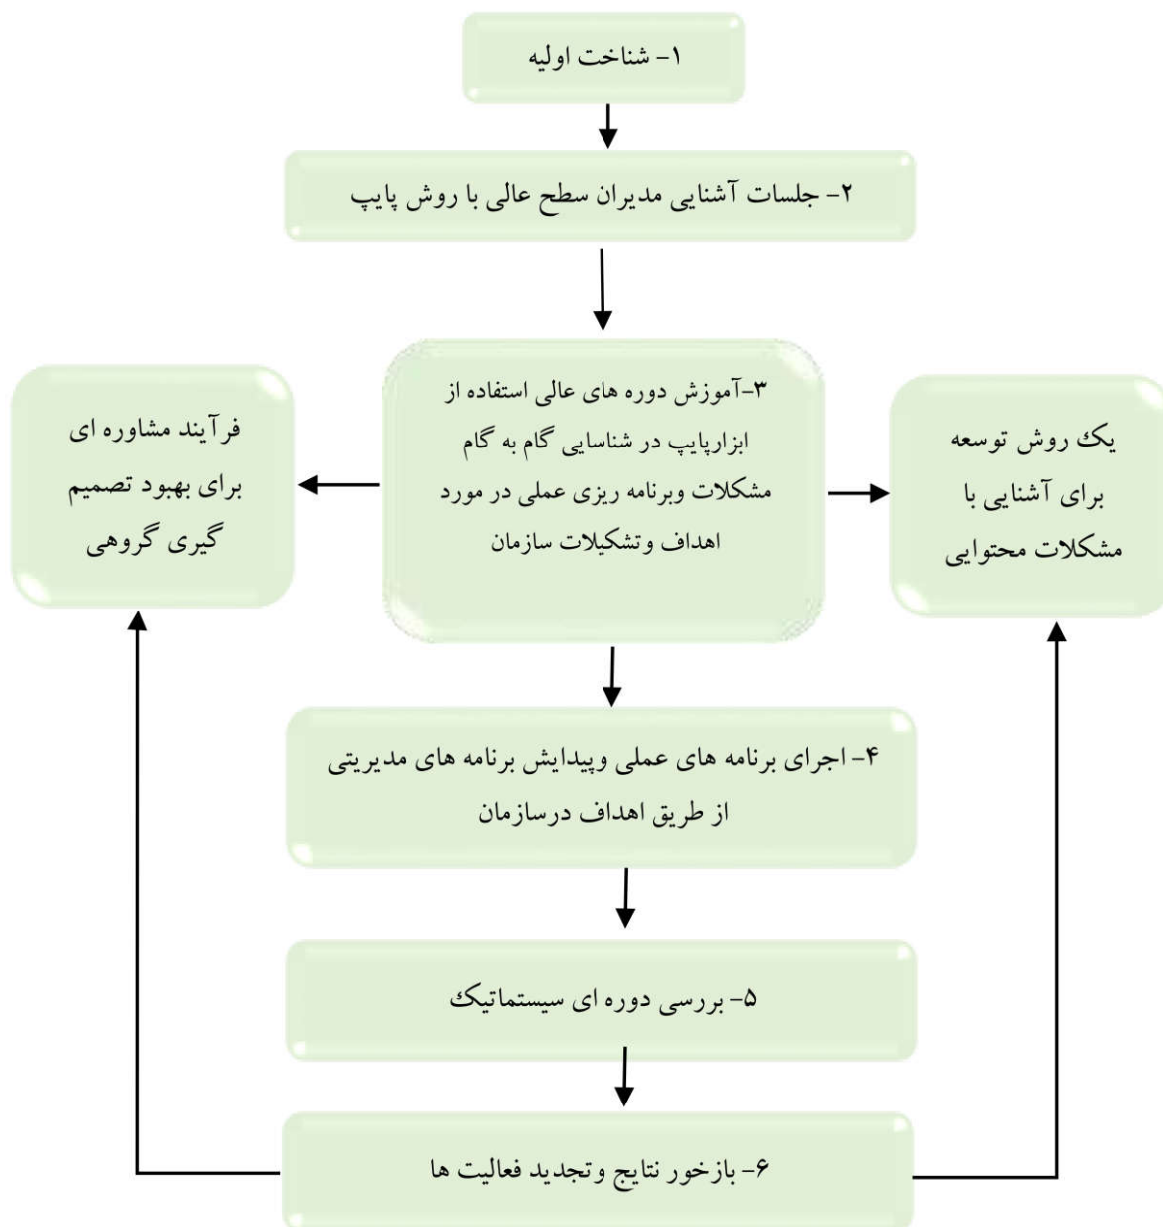 ۱- شناخت اولیه
۲- جلسات آشنایی مدیران سطح عالی با روش پایپ
۳-آموزش دوره های عالی استفاده از
ابزارپایپ در شناسایی گام به گام
مشکلات وبرنامه ریزی عملی در مورد
اهداف وتشکیلات سازمان
یک روش توسعه
برای آشنایی با
مشکلات محتوایی
فرآیند مشاوره ای
برای بهبود تصمیم
گیری گروهی
۴- اجرای برنامه های عملی وپیدایش برنامه های مدیریتی
از طریق اهداف درسازمان
۵- بررسی دوره ای سیستماتیک
۶- بازخور نتایج وتجدید فعالیت ها